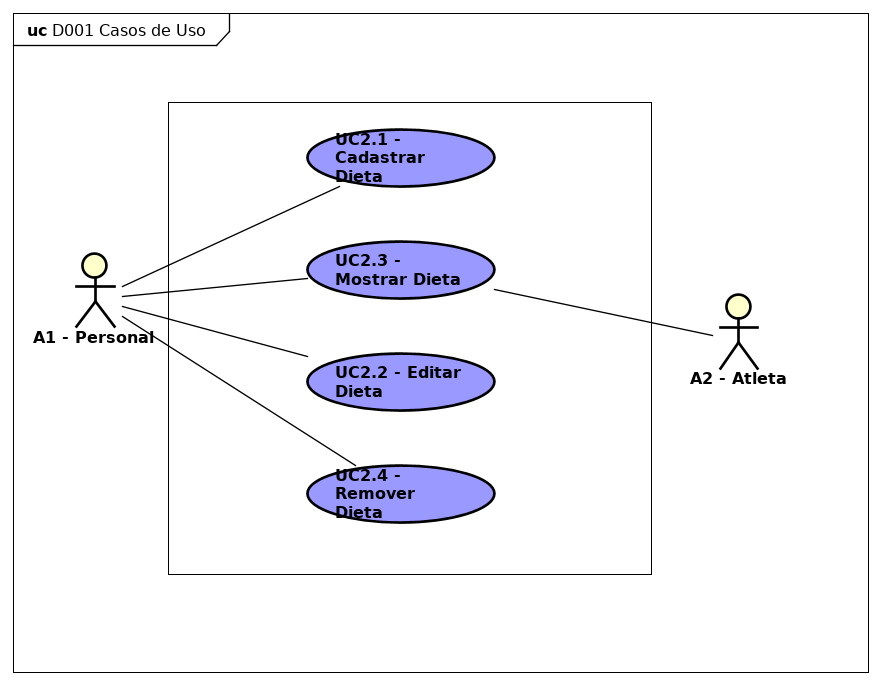 uc D001 Casos de Uso
UC2.1 -
Cadastrar
Dieta
UC2.3 -
Mostrar Dieta
A1 - Personal
UC2.2 - Editar
Dieta
A2 - Atleta
UC2.4 -
Remover
Dieta